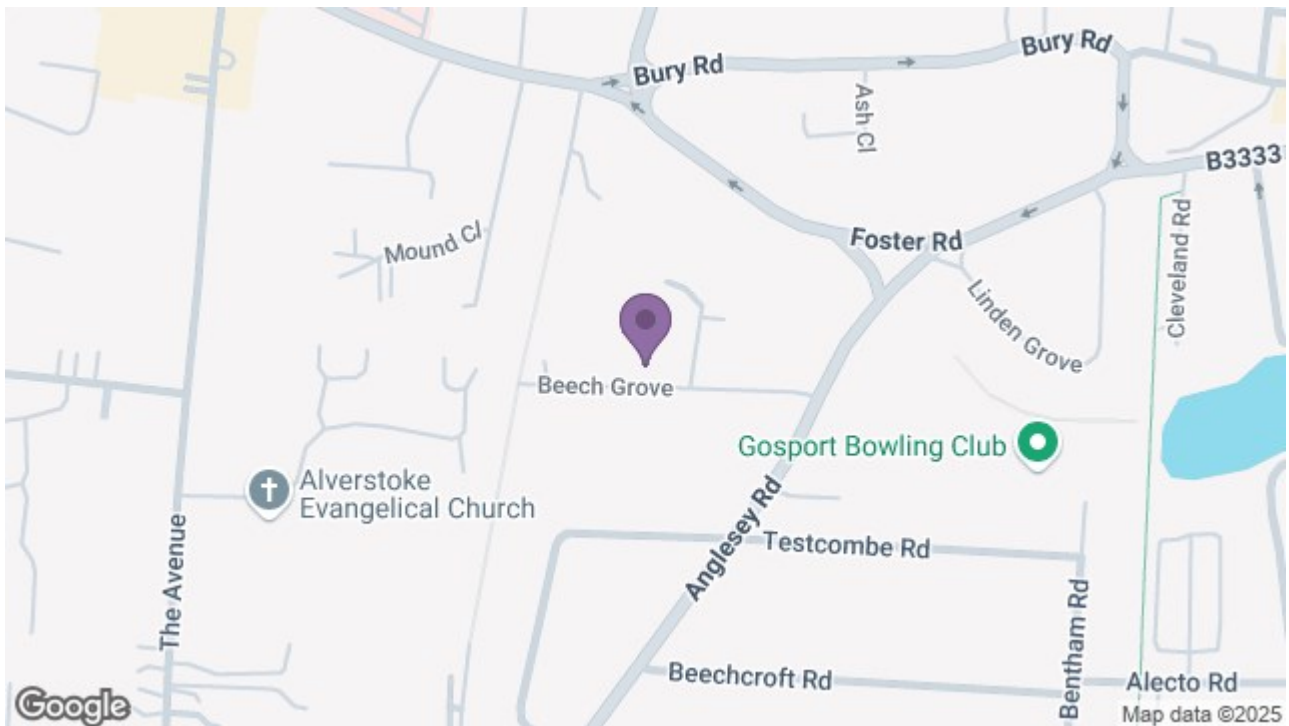 Bury Rd
Bury Rd
Ash Cl
B3333
Mound Cl
Foster Rd
Cleveland Rd
Linden Grove
Beech Grove
Gosport Bowling Club
Alverstoke
Evangelical Church
The Avenue
Anglesey Rd
Testcombe Rd
Bentham Rd
Beechcroft Rd
Alecto Rd
Google
Map data ©2025